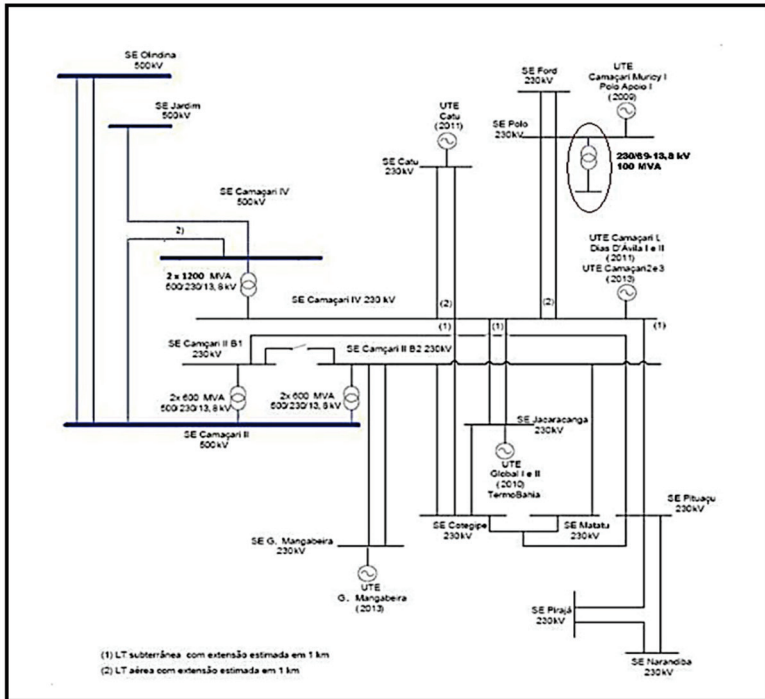 SE Olindina
500kV
SE Jardim
500kV
SE Camaçari IV
500kV
2)
2 x 1200 MVA
500/230/13, 8 kV
SE Camaçari IV 230 kV
UTE
Catu
(2011)
SE Catu
230kV
(2)
(1)
SE Ford
230kV
(2)
(1)
UTE
Camaçari Muricy I
Polo Apoio I
(2009)
SE Polo
230kV
230/69-13,8 kV
100 MVA
UTE Camaçari I,
Dias D'Ávila I e II
(2011)
UTE Camaçari2 e 3
(2013)
(1)
SE Camçari II B1
230kV
SE Camçari II B2 230kV
2x 600 MVA
500/230/13, 8 kV
2x 600 MVA
500/230/13, 8 kV
SE Camaçari II
500kV
SE Jacaracanga
230kV
UTE
Global I e II
(2010)
TermoBahia
SE Cotegipe
230kV
SE Matatu
230kV
SE Pituaçu
230kV
SE G. Mangabeira
230kV
UTE
G. Mangabeira
(2013)
SE Pirajá
230kV
SE Narandiba
230kV
(1) LT subterrânea com extensão estimada em 1 km
(2) LT aérea com extensão estimada em 1 km